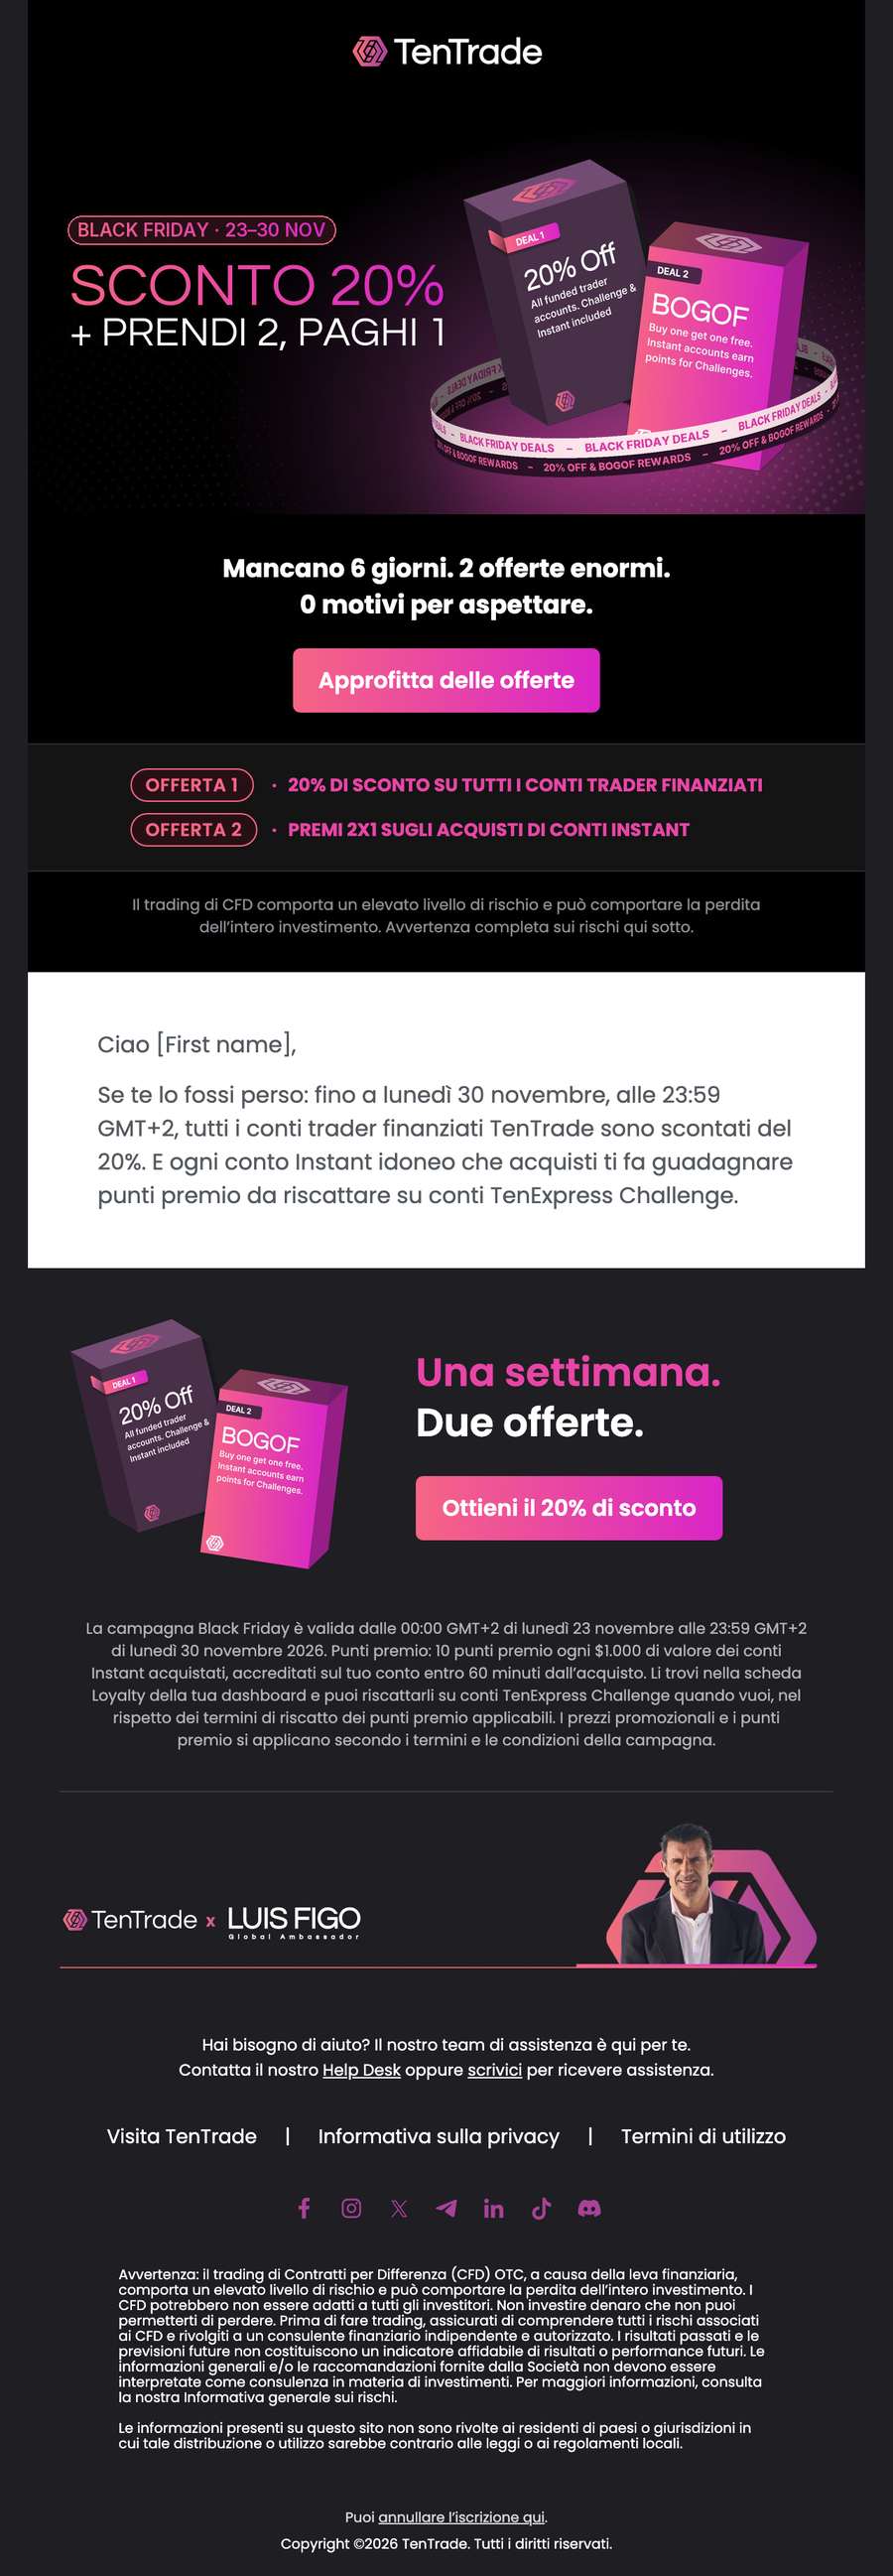 TenTrade
BLACK FRIDAY · 23–30 NOV
SCONTO 20%
+ PRENDI 2, PAGHI 1
DEAL 1
20% Off
All funded trader
accounts. Challenge &
Instant included
DEAL 2
BOGOF
Buy one get one free.
Instant accounts earn
points for Challenges.
BLACK FRIDAY DEALS – BLACK FRIDAY DEALS – BLACK FRIDAY DEALS
20% OFF & BOGOF REWARDS – 20% OFF & BOGOF REWARDS
Mancano 6 giorni. 2 offerte enormi.
0 motivi per aspettare.
Approfitta delle offerte
OFFERTA 1 · 20% DI SCONTO SU TUTTI I CONTI TRADER FINANZIATI
OFFERTA 2 · PREMI 2X1 SUGLI ACQUISTI DI CONTI INSTANT
Il trading di CFD comporta un elevato livello di rischio e può comportare la perdita
dell’intero investimento. Avvertenza completa sui rischi qui sotto.
Ciao [First name],
Se te lo fossi perso: fino a lunedì 30 novembre, alle 23:59
GMT+2, tutti i conti trader finanziati TenTrade sono scontati del
20%. E ogni conto Instant idoneo che acquisti ti fa guadagnare
punti premio da riscattare su conti TenExpress Challenge.
DEAL 1
20% Off
All funded trader
accounts. Challenge &
Instant included
DEAL 2
BOGOF
Buy one get one free.
Instant accounts earn
points for Challenges.
Una settimana.
Due offerte.
Ottieni il 20% di sconto
La campagna Black Friday è valida dalle 00:00 GMT+2 di lunedì 23 novembre alle 23:59 GMT+2
di lunedì 30 novembre 2026. Punti premio: 10 punti premio ogni $1.000 di valore dei conti
Instant acquistati, accreditati sul tuo conto entro 60 minuti dall’acquisto. Li trovi nella scheda
Loyalty della tua dashboard e puoi riscattarli su conti TenExpress Challenge quando vuoi, nel
rispetto dei termini di riscatto dei punti premio applicabili. I prezzi promozionali e i punti
premio si applicano secondo i termini e le condizioni della campagna.
TenTrade x LUIS FIGO
Global Ambassador
Hai bisogno di aiuto? Il nostro team di assistenza è qui per te.
Contatta il nostro Help Desk oppure scrivici per ricevere assistenza.
Visita TenTrade | Informativa sulla privacy | Termini di utilizzo
Avvertenza: il trading di Contratti per Differenza (CFD) OTC, a causa della leva finanziaria,
comporta un elevato livello di rischio e può comportare la perdita dell’intero investimento. I
CFD potrebbero non essere adatti a tutti gli investitori. Non investire denaro che non puoi
permetterti di perdere. Prima di fare trading, assicurati di comprendere tutti i rischi associati
ai CFD e rivolgiti a un consulente finanziario indipendente e autorizzato. I risultati passati e le
previsioni future non costituiscono un indicatore affidabile di risultati o performance futuri. Le
informazioni generali e/o le raccomandazioni fornite dalla Società non devono essere
interpretate come consulenza in materia di investimenti. Per maggiori informazioni, consulta
la nostra Informativa generale sui rischi.
Le informazioni presenti su questo sito non sono rivolte ai residenti di paesi o giurisdizioni in
cui tale distribuzione o utilizzo sarebbe contrario alle leggi o ai regolamenti locali.
Puoi annullare l’iscrizione qui.
Copyright ©2026 TenTrade. Tutti i diritti riservati.